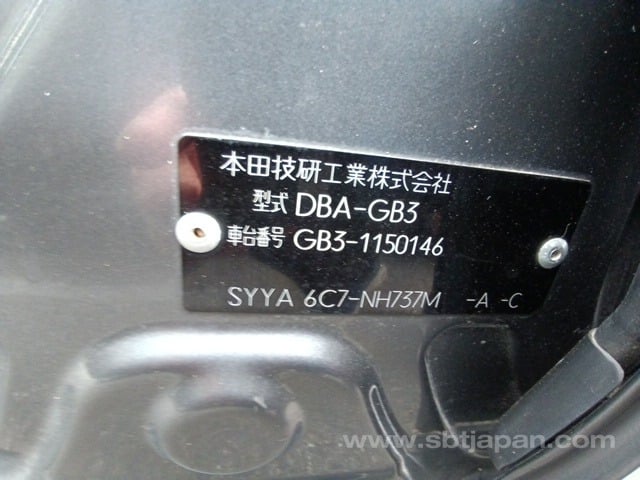 本田技研工業株式会社
型式 DBA-GB3
車台番号 GB3-1150146
SYYA 6C7-NH737M -A -C
www.sbtjapan.com